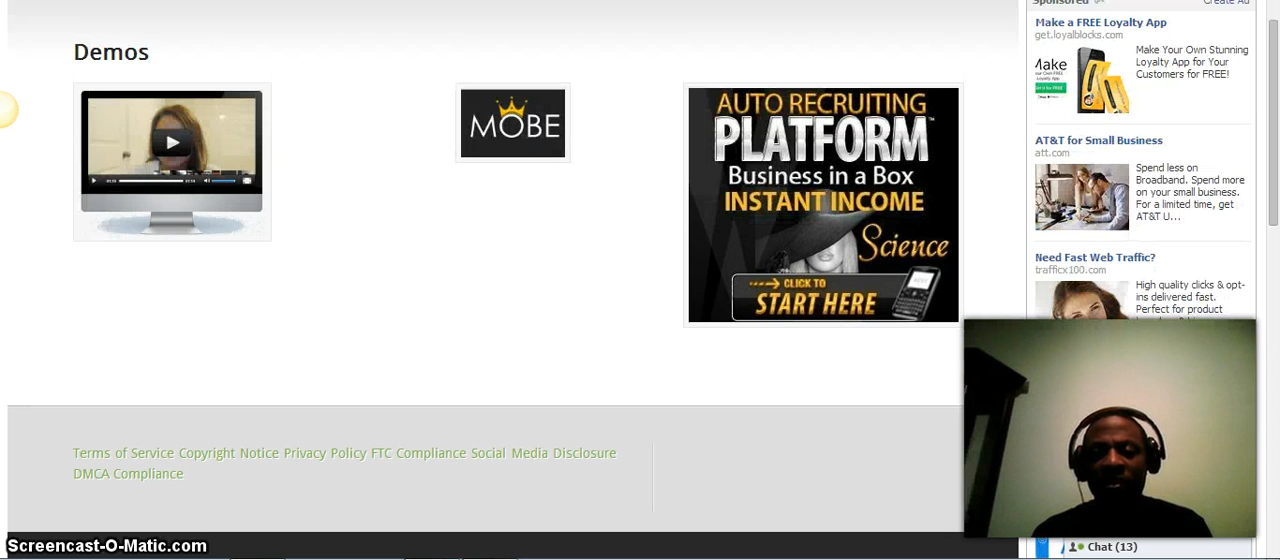 Demos
MOBE
AUTO RECRUITING
PLATFORM™
Business in a Box
INSTANT INCOME
Science
CLICK TO
START HERE
Terms of Service Copyright Notice Privacy Policy FTC Compliance Social Media Disclosure
DMCA Compliance
Sponsored
Create Ad
Make a FREE Loyalty App
get.loyalblocks.com
Make
Make Your Own Stunning
Loyalty App for Your
Customers for FREE!
AT&T for Small Business
att.com
Spend less on
Broadband. Spend more
on your small business.
For a limited time, get
AT&T U...
Need Fast Web Traffic?
trafficx100.com
High quality clicks & opt-
ins delivered fast.
Perfect for product
Chat (13)
Screencast-O-Matic.com